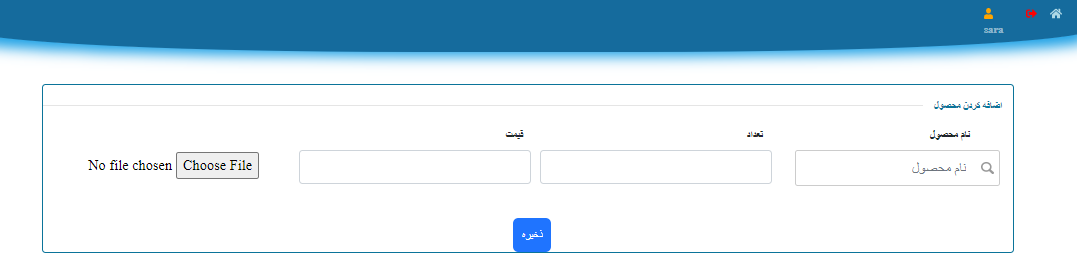 sara
اضافه کردن محصول
نام محصول
تعداد
قیمت
نام محصول
Choose File No file chosen
ذخیره